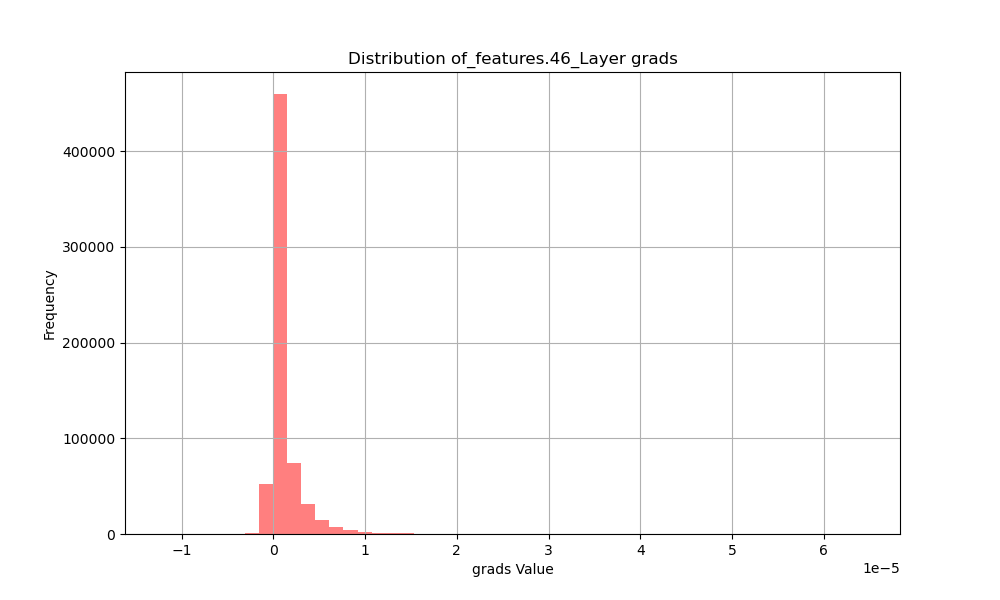 Distribution of_features.46_Layer grads
Frequency
400000
300000
200000
100000
0
−1 0 1 2 3 4 5 6
1e−5
grads Value